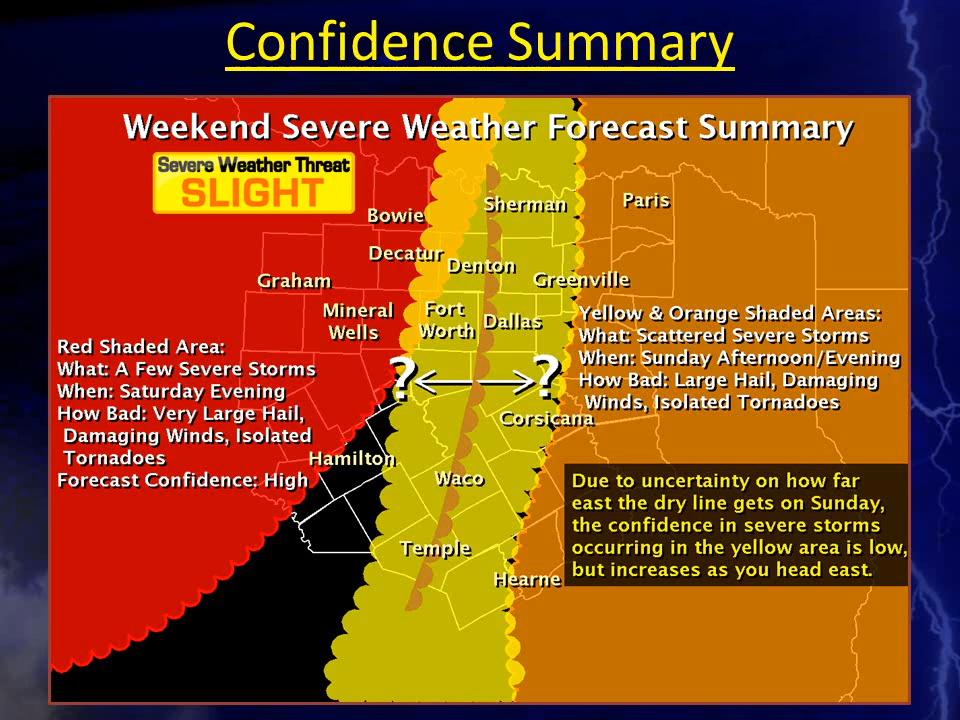 Confidence Summary
Weekend Severe Weather Forecast Summary
Severe Weather Threat
SLIGHT
Bowie
Sherman
Paris
Decatur
Denton
Graham
Greenville
Mineral
Wells
Fort
Worth
Dallas
Yellow & Orange Shaded Areas:
What: Scattered Severe Storms
When: Sunday Afternoon/Evening
How Bad: Large Hail, Damaging
Winds, Isolated Tornadoes
Red Shaded Area:
What: A Few Severe Storms
When: Saturday Evening
How Bad: Very Large Hail,
Damaging Winds, Isolated
Tornadoes
Forecast Confidence: High
? ?
Corsicana
Hamilton
Waco
Temple
Hearne
Due to uncertainty on how far
east the dry line gets on Sunday,
the confidence in severe storms
occurring in the yellow area is low,
but increases as you head east.